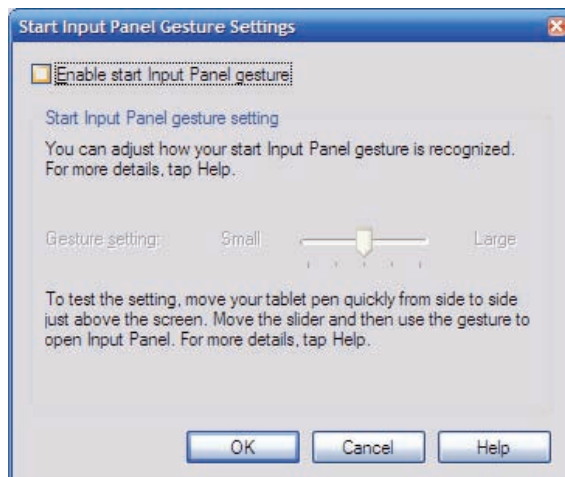 Start Input Panel Gesture Settings
Enable start Input Panel gesture
Start Input Panel gesture setting
You can adjust how your start Input Panel gesture is recognized.
For more details, tap Help.
Gesture setting: Small Large
To test the setting, move your tablet pen quickly from side to side
just above the screen. Move the slider and then use the gesture to
open Input Panel. For more details, tap Help.
OK Cancel Help